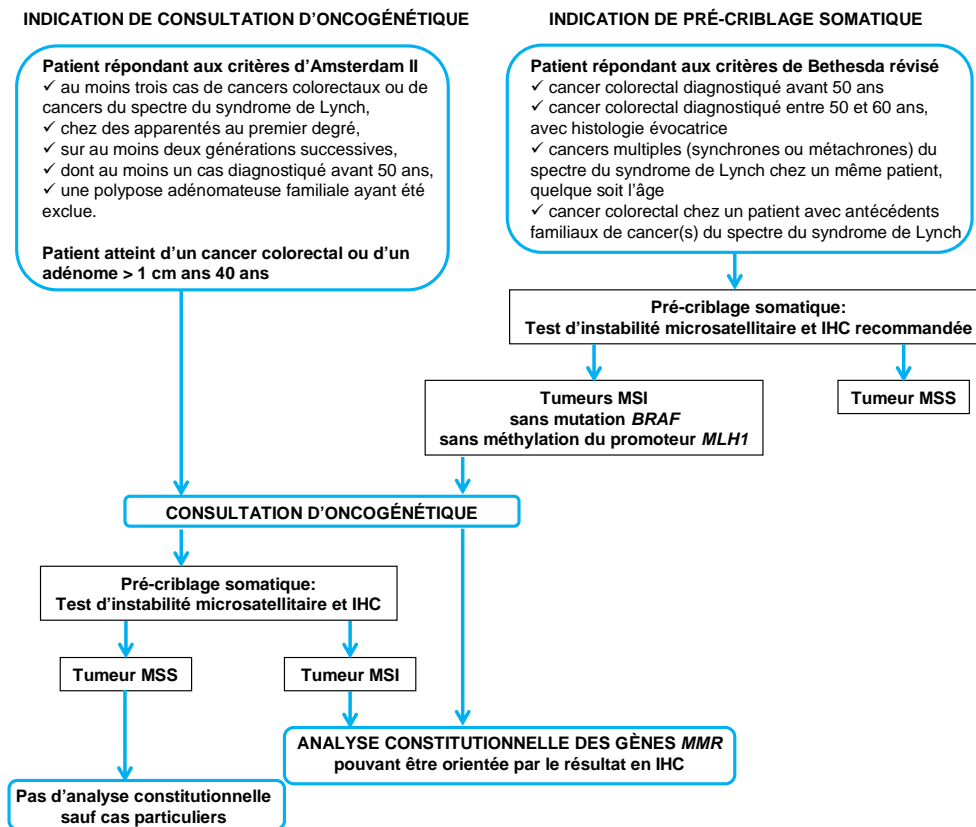 INDICATION DE CONSULTATION D'ONCOGÉNÉTIQUE
Patient répondant aux critères d'Amsterdam II
✓ au moins trois cas de cancers colorectaux ou de
cancers du spectre du syndrome de Lynch,
✓ chez des apparentés au premier degré,
✓ sur au moins deux générations successives,
✓ dont au moins un cas diagnostiqué avant 50 ans,
✓ une polypose adénomateuse familiale ayant été
exclue.
Patient atteint d'un cancer colorectal ou d'un
adénome > 1 cm ans 40 ans
INDICATION DE PRÉ-CRIBLAGE SOMATIQUE
Patient répondant aux critères de Bethesda révisé
✓ cancer colorectal diagnostiqué avant 50 ans
✓ cancer colorectal diagnostiqué entre 50 et 60 ans,
avec histologie évocatrice
✓ cancers multiples (synchrones ou métachrones) du
spectre du syndrome de Lynch chez un même patient,
quelque soit l'âge
✓ cancer colorectal chez un patient avec antécédents
familiaux de cancer(s) du spectre du syndrome de Lynch
Pré-criblage somatique:
Test d'instabilité microsatellitaire et IHC recommandée
Tumeurs MSI
sans mutation BRAF
sans méthylation du promoteur MLH1
Tumeur MSS
CONSULTATION D'ONCOGÉNÉTIQUE
Pré-criblage somatique:
Test d'instabilité microsatellitaire et IHC
Tumeur MSS
Tumeur MSI
ANALYSE CONSTITUTIONNELLE DES GÈNES MMR
pouvant être orientée par le résultat en IHC
Pas d'analyse constitutionnelle
sauf cas particuliers